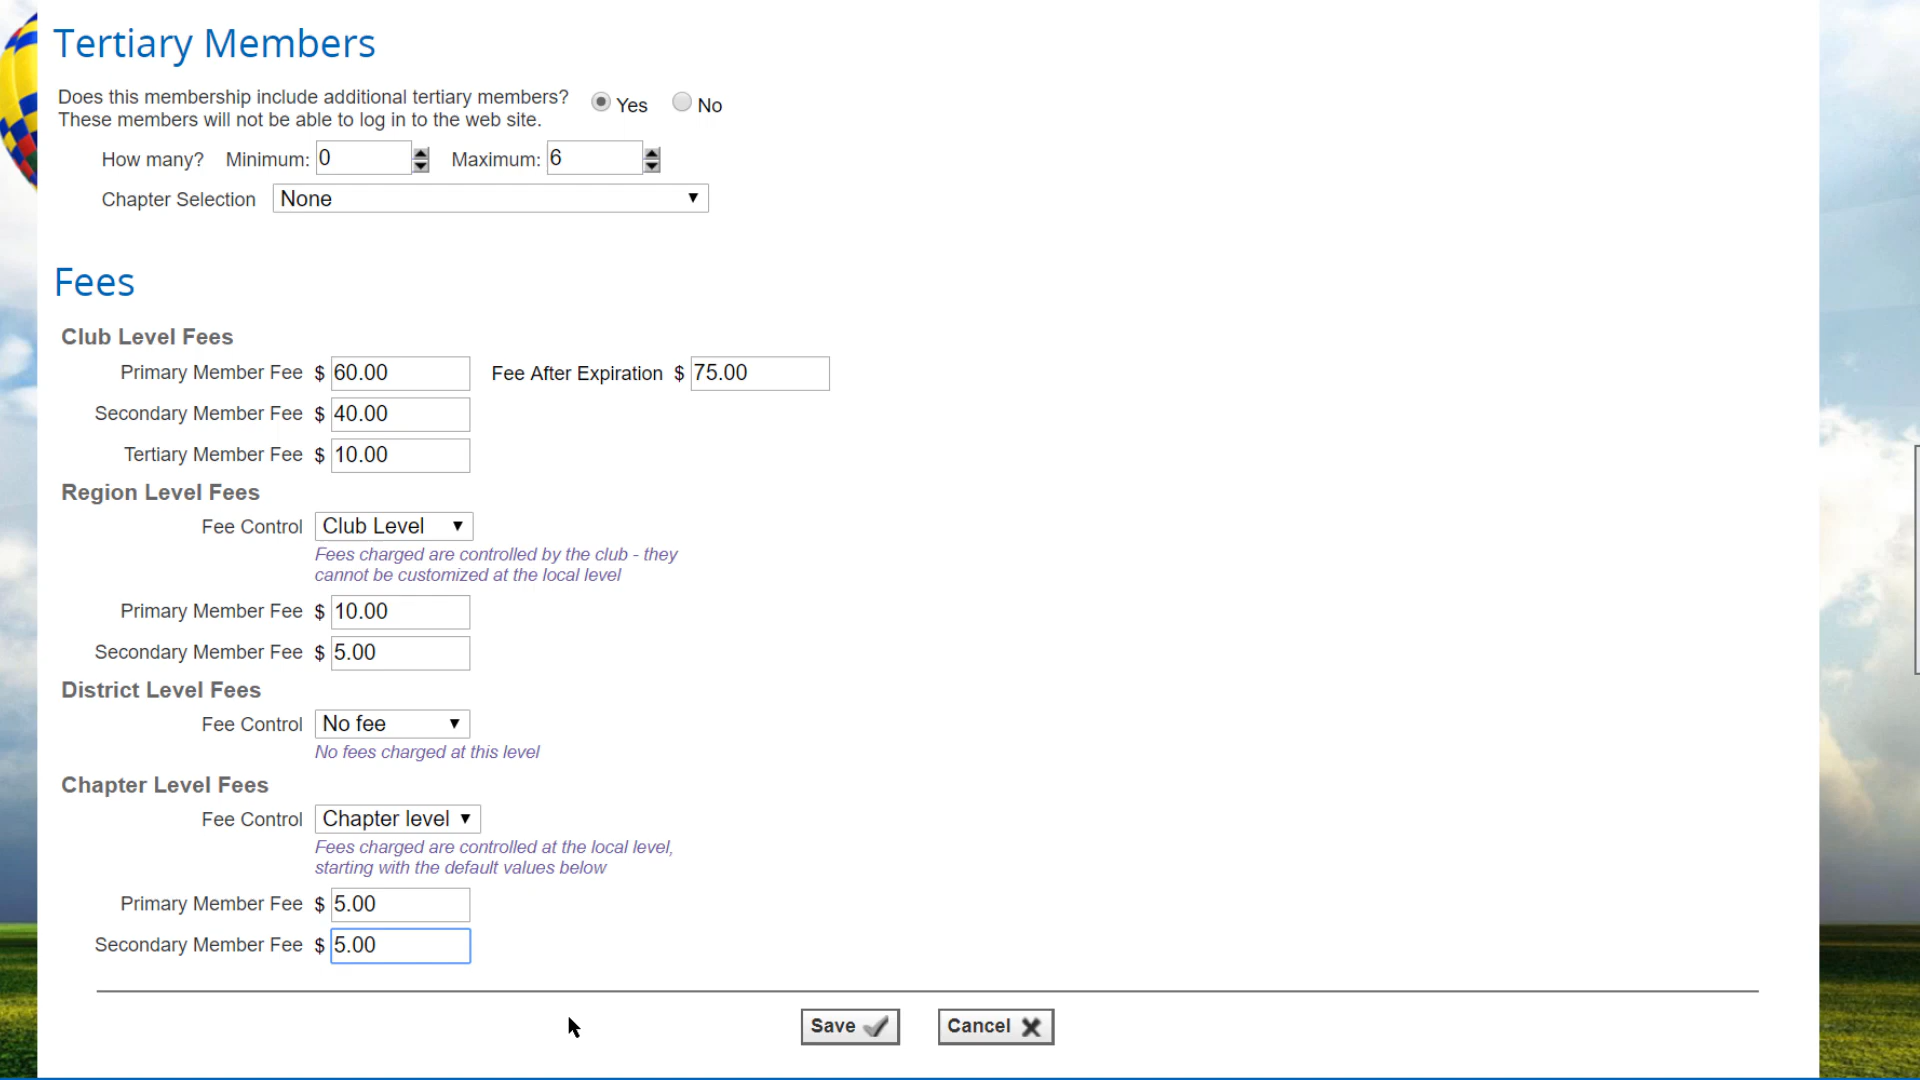 Tertiary Members
Does this membership include additional tertiary members?
These members will not be able to log in to the web site.
Yes No
How many? Minimum: 0 Maximum: 6
Chapter Selection None
Fees
Club Level Fees
Primary Member Fee $ 60.00 Fee After Expiration $ 75.00
Secondary Member Fee $ 40.00
Tertiary Member Fee $ 10.00
Region Level Fees
Fee Control Club Level
Fees charged are controlled by the club - they
cannot be customized at the local level
Primary Member Fee $ 10.00
Secondary Member Fee $ 5.00
District Level Fees
Fee Control No fee
No fees charged at this level
Chapter Level Fees
Fee Control Chapter level
Fees charged are controlled at the local level,
starting with the default values below
Primary Member Fee $ 5.00
Secondary Member Fee $ 5.00
Save Cancel